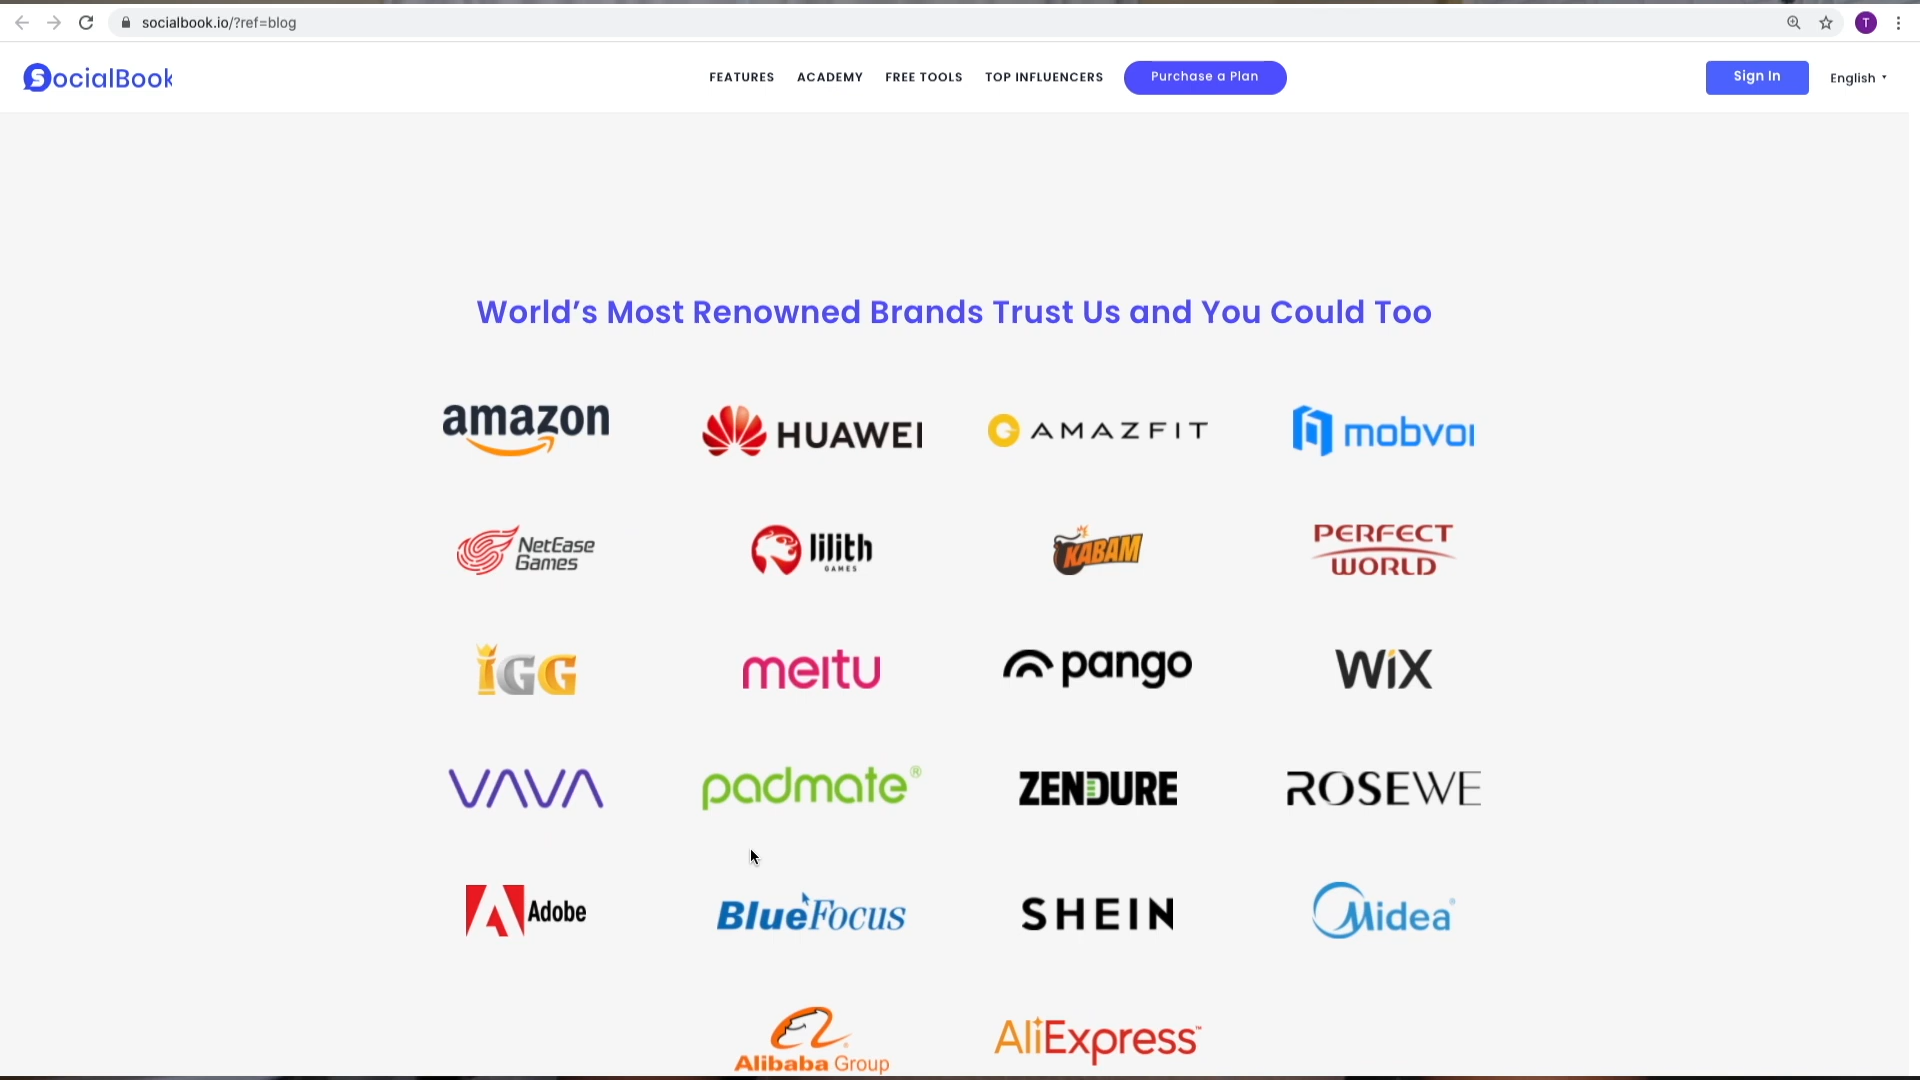 socialbook.io/?ref=blog
T
SocialBook
FEATURES ACADEMY FREE TOOLS TOP INFLUENCERS Purchase a Plan Sign In English
World’s Most Renowned Brands Trust Us and You Could Too
amazon HUAWEI AMAZFIT mobvoi
NetEase Games lilith GAMES KABAM PERFECT WORLD
IGG meitu pango WiX
VAVA padmate® ZENDURE ROSEWE
Adobe BlueFocus SHEIN Midea®
Alibaba Group AliExpress™